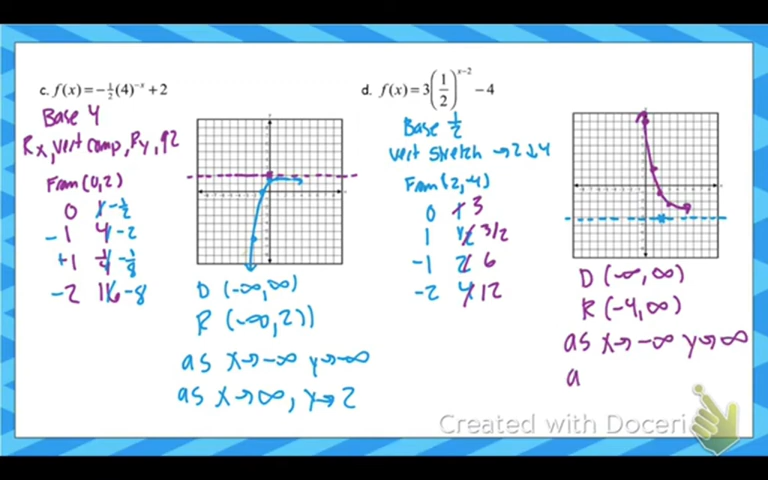 c. f(x) = -½(4)^{-x} + 2
Base 4
Rx, vert comp, Ry, ↑2
Fram (0,2)
0 1 -½
-1 4 -2
+1 ¼ -⅛
-2 16 -8
D (-∞, ∞)
R (-∞, 2))
as x→-∞ y→-∞
as x→∞, y→2
d. f(x) = 3(1/2)^{x-2} - 4
Base ½
vert stretch →2 ↓4
Fram (2,-4)
0 1 3
1 ½ 3/2
-1 2 6
-2 4 12
D (-∞, ∞)
R (-4, ∞)
as x→-∞ y→∞
a
Created with Doceri